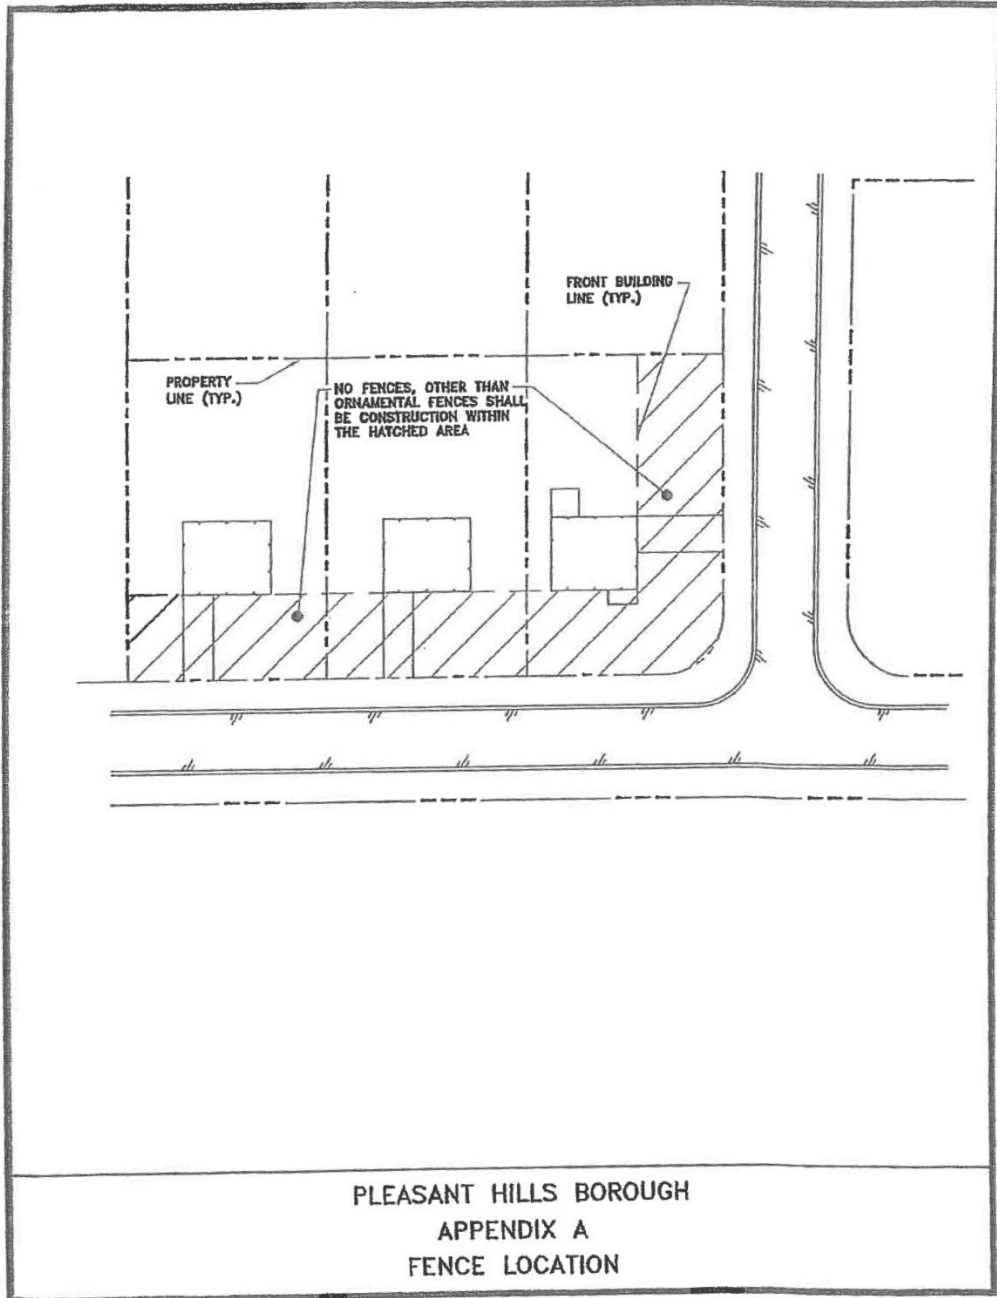 FRONT BUILDING
LINE (TYP.)
PROPERTY
LINE (TYP.)
NO FENCES, OTHER THAN
ORNAMENTAL FENCES SHALL
BE CONSTRUCTION WITHIN
THE HATCHED AREA
PLEASANT HILLS BOROUGH
APPENDIX A
FENCE LOCATION